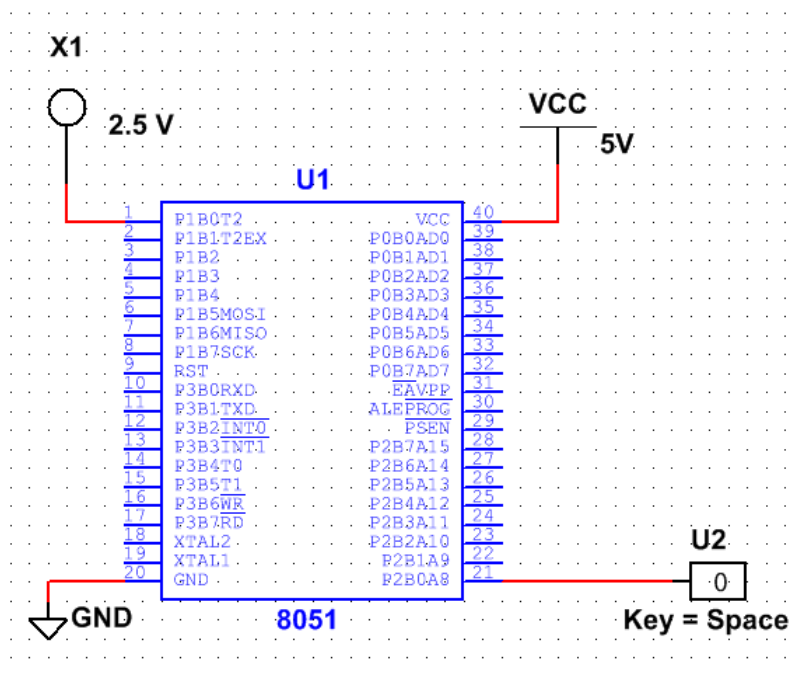 X1
2.5 V
VCC
5V
U1
1 P1B0T2 VCC 40
2 P1B1T2EX P0B0AD0 39
3 P1B2 P0B1AD1 38
4 P1B3 P0B2AD2 37
5 P1B4 P0B3AD3 36
6 P1B5MOSI P0B4AD4 35
7 P1B6MISO P0B5AD5 34
8 P1B7SCK P0B6AD6 33
9 RST P0B7AD7 32
10 P3B0RXD EAVPP 31
11 P3B1TXD ALEPROG 30
12 P3B2INT0 PSEN 29
13 P3B3INT1 P2B7A15 28
14 P3B4T0 P2B6A14 27
15 P3B5T1 P2B5A13 26
16 P3B6WR P2B4A12 25
17 P3B7RD P2B3A11 24
18 XTAL2 P2B2A10 23
19 XTAL1 P2B1A9 22
20 GND P2B0A8 21
U2
0
GND
8051
Key = Space